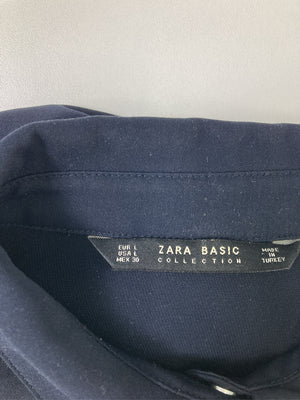 EUR L
USA L
MEX 30
ZARA BASIC
COLLECTION
MADE
IN
TURKEY